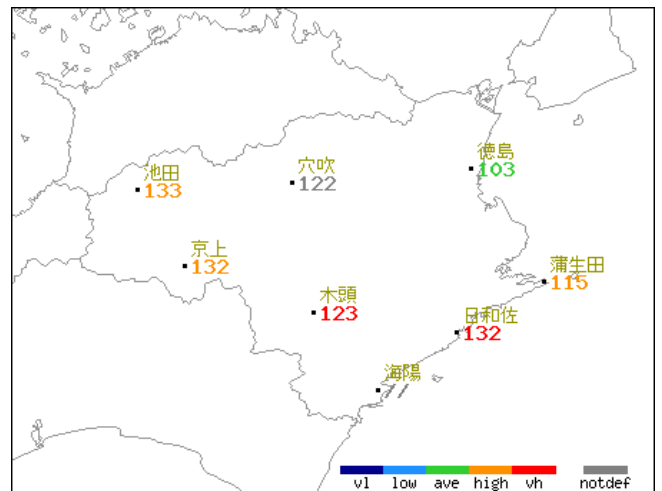 徳島
103
穴吹
122
池田
133
京上
132
蒲生田
115
木頭
123
日和佐
132
海陽
vl low ave high vh notdef